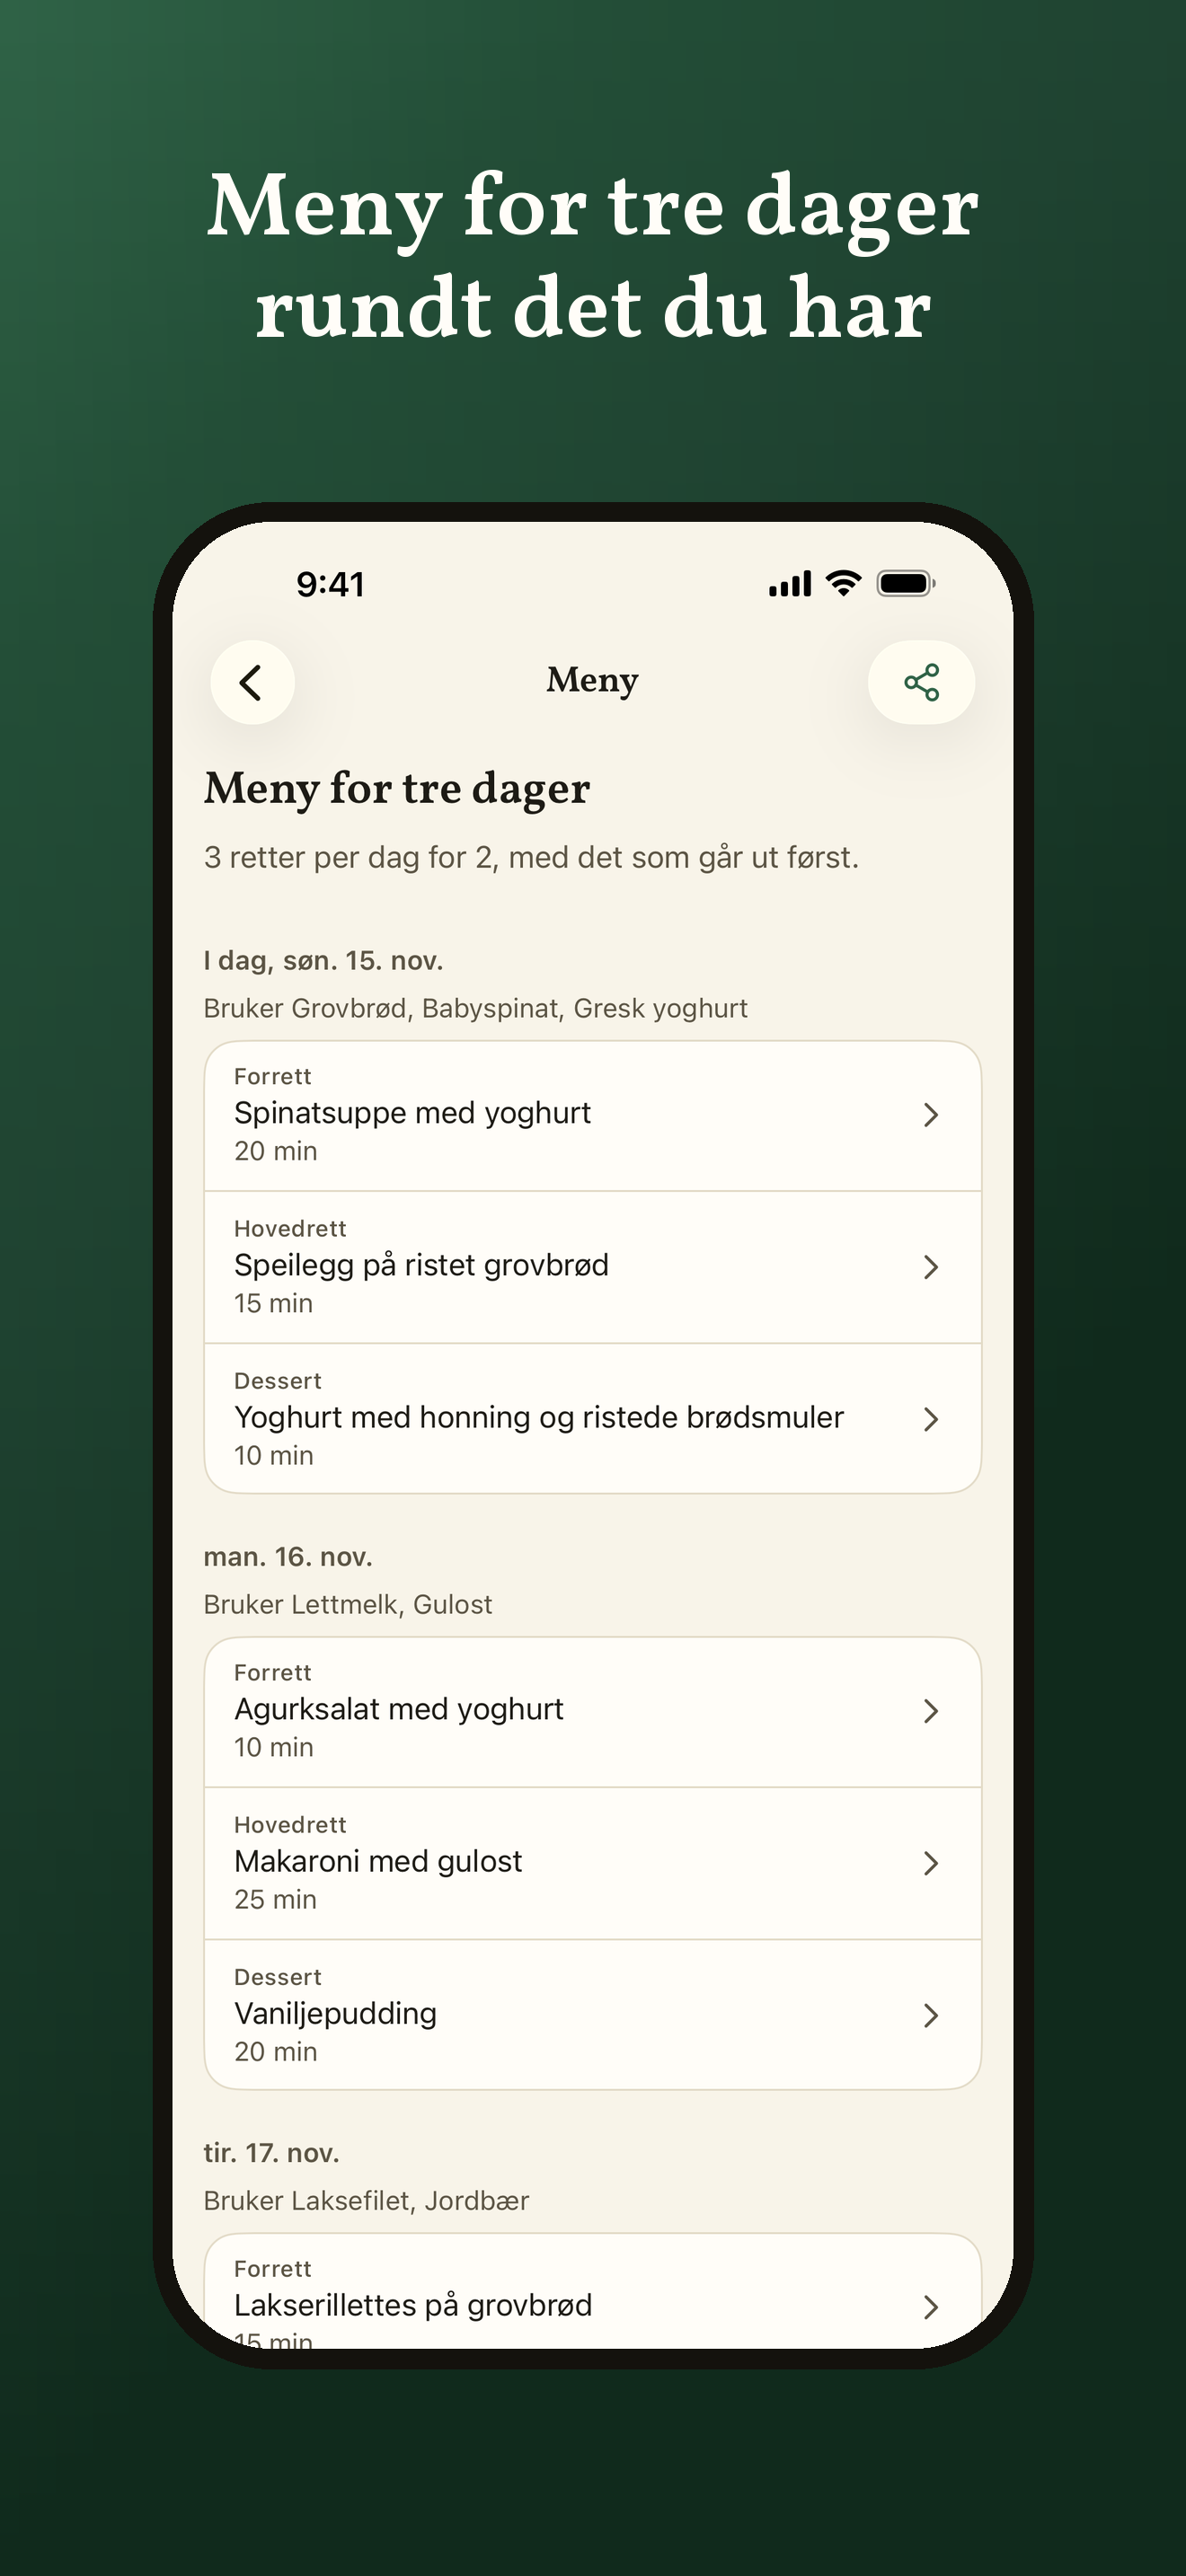 Meny for tre dager
rundt det du har
9:41
Meny
Meny for tre dager
3 retter per dag for 2, med det som går ut først.
I dag, søn. 15. nov.
Bruker Grovbrød, Babyspinat, Gresk yoghurt
Forrett
Spinatsuppe med yoghurt
20 min
Hovedrett
Speilegg på ristet grovbrød
15 min
Dessert
Yoghurt med honning og ristede brødsmuler
10 min
man. 16. nov.
Bruker Lettmelk, Gulost
Forrett
Agurksalat med yoghurt
10 min
Hovedrett
Makaroni med gulost
25 min
Dessert
Vaniljepudding
20 min
tir. 17. nov.
Bruker Laksefilet, Jordbær
Forrett
Lakserillettes på grovbrød
15 min